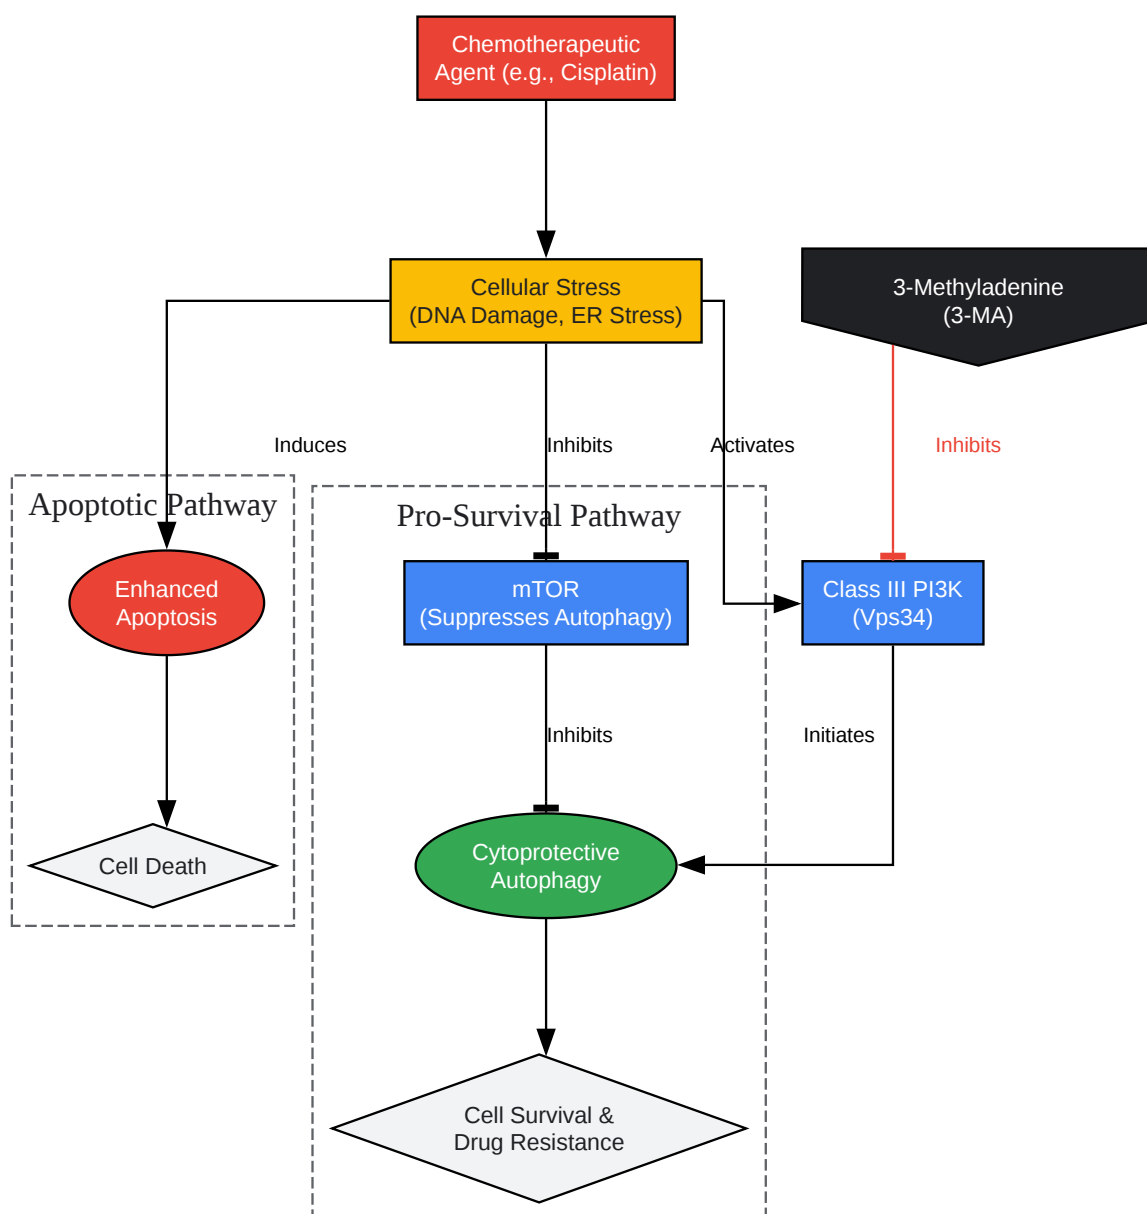 Chemotherapeutic
Agent (e.g., Cisplatin)
Cellular Stress
(DNA Damage, ER Stress)
3-Methyladenine
(3-MA)
Induces
Inhibits
Activates
Inhibits
Apoptotic Pathway
Pro-Survival Pathway
Enhanced
Apoptosis
mTOR
(Suppresses Autophagy)
Class III PI3K
(Vps34)
Inhibits
Initiates
Cell Death
Cytoprotective
Autophagy
Cell Survival &
Drug Resistance